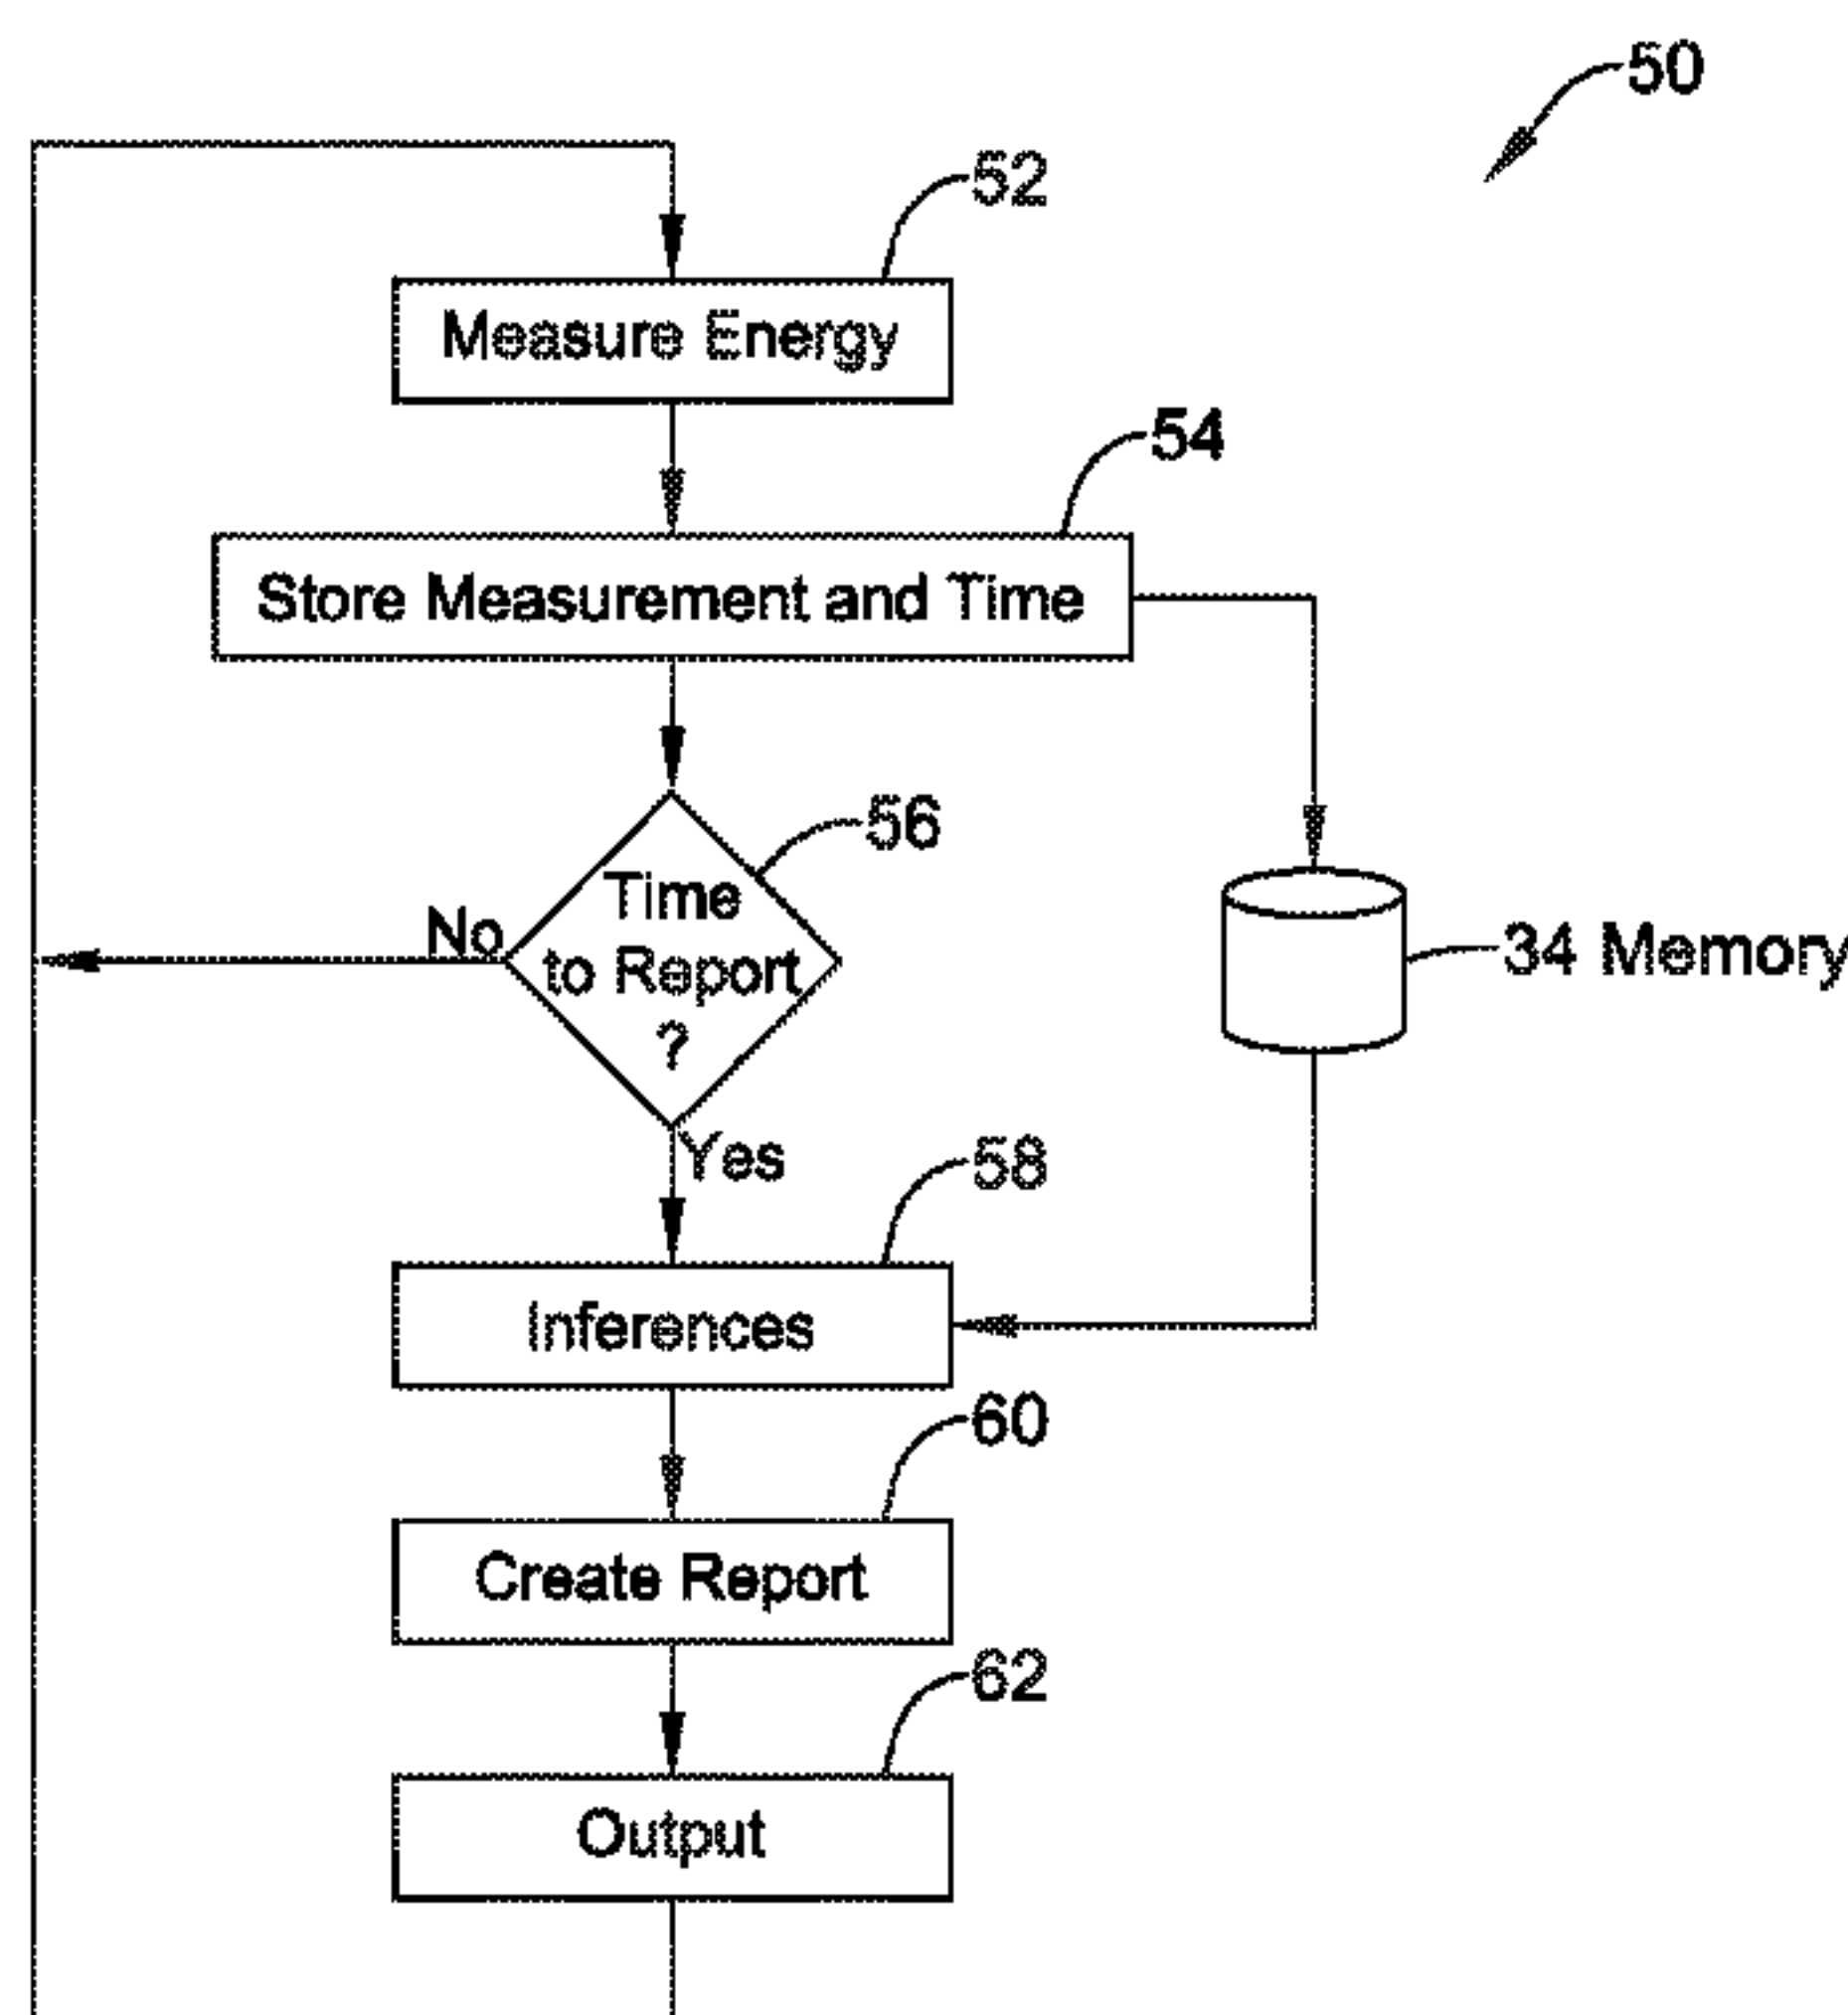 50
52
Measure Energy
54
Store Measurement and Time
56
Time
to Report
?
No
34 Memory
Yes
58
Inferences
60
Create Report
62
Output